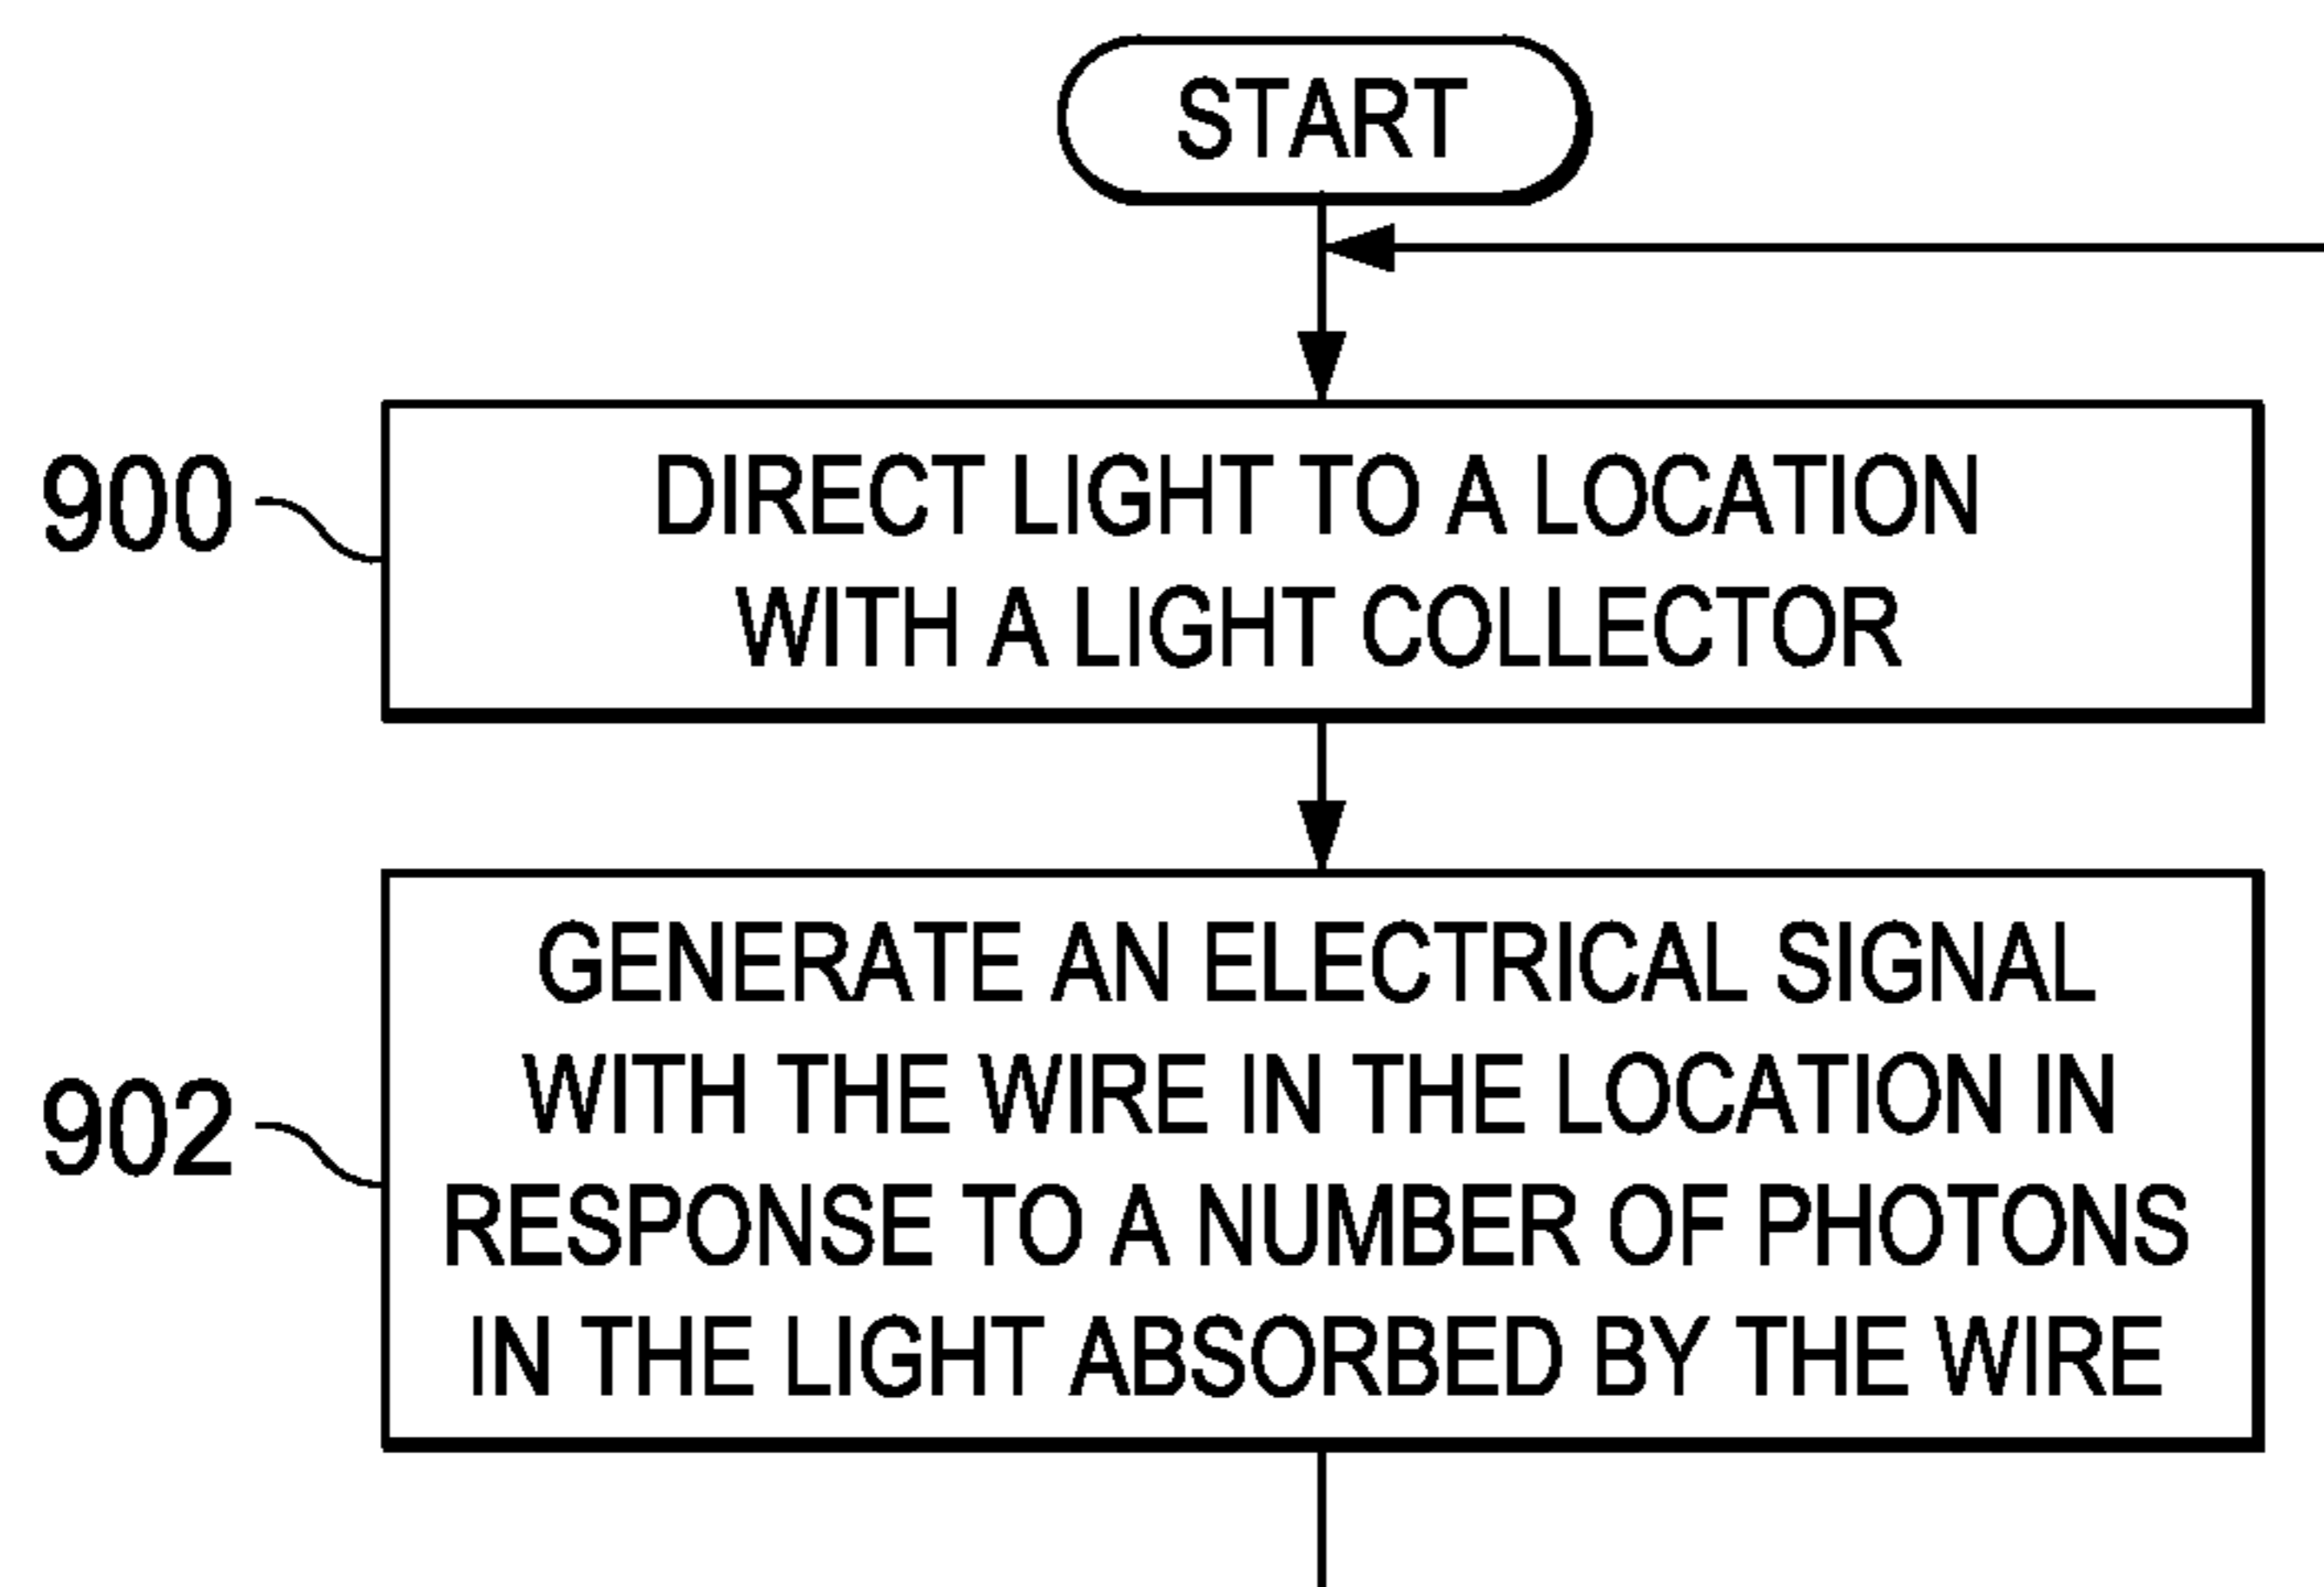 START
900
DIRECT LIGHT TO A LOCATION
WITH A LIGHT COLLECTOR
902
GENERATE AN ELECTRICAL SIGNAL
WITH THE WIRE IN THE LOCATION IN
RESPONSE TO A NUMBER OF PHOTONS
IN THE LIGHT ABSORBED BY THE WIRE